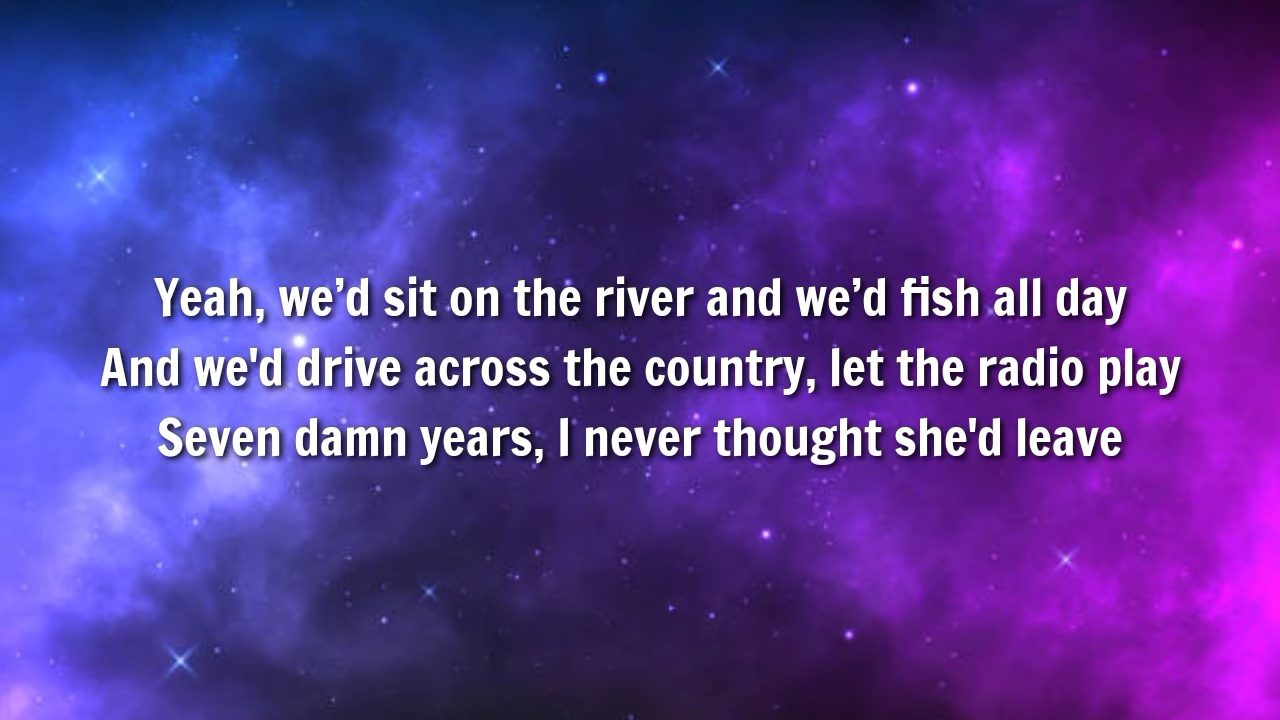 Yeah, we’d sit on the river and we’d fish all day
And we'd drive across the country, let the radio play
Seven damn years, I never thought she'd leave